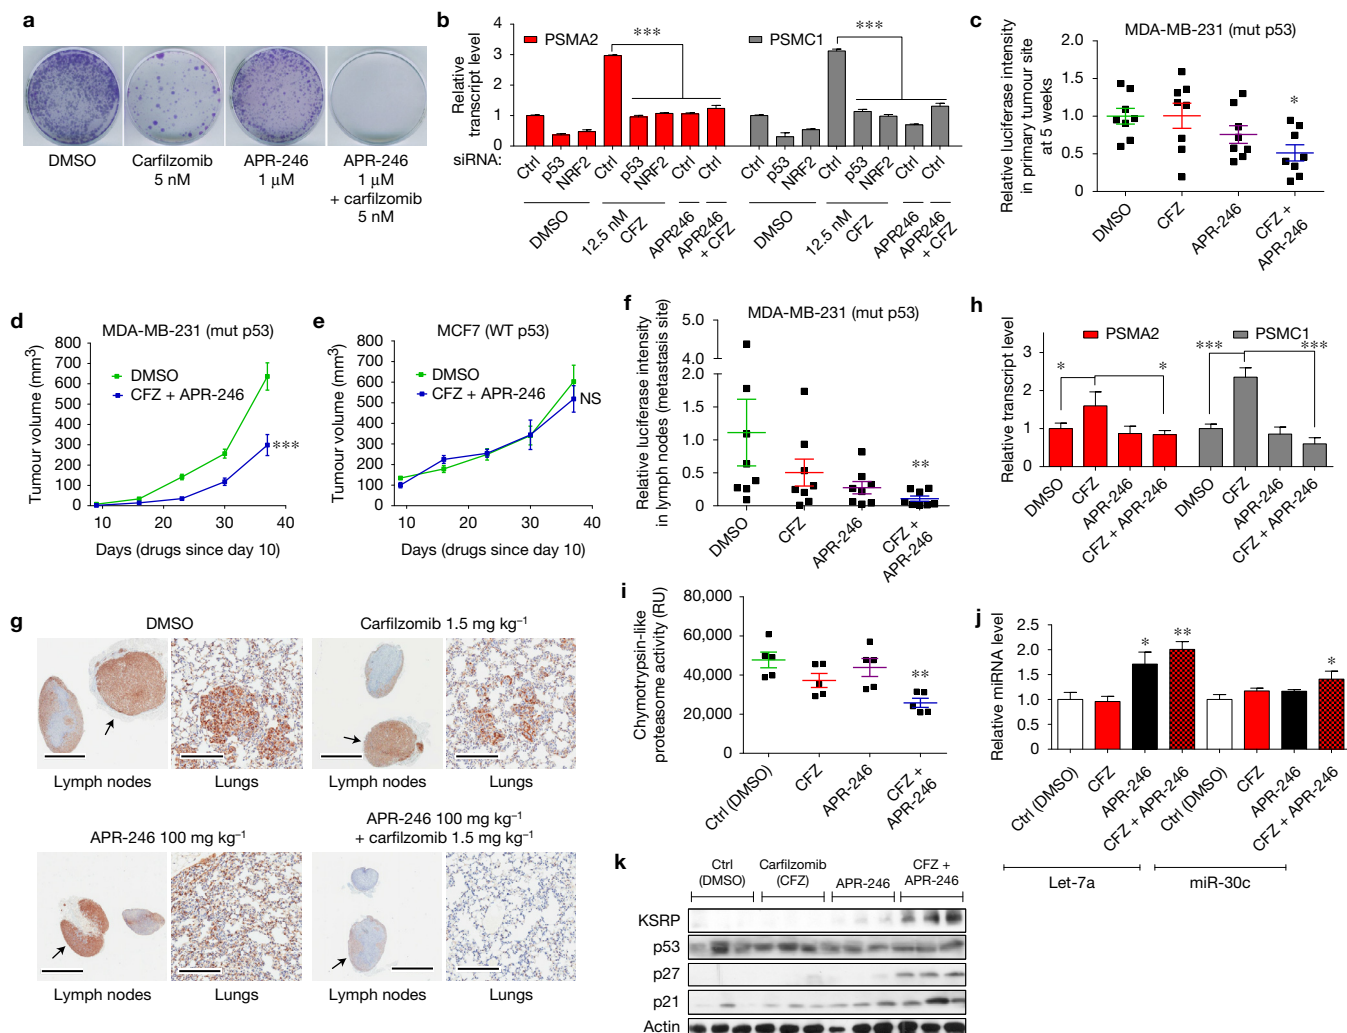 a
DMSO
Carfilzomib
5 nM
APR-246
1 μM
APR-246
1 μM
+ carfilzomib
5 nM
b
Relative
transcript level
4
3
2
1
0
PSMA2
PSMC1
***
***
siRNA:
Ctrl
p53
NRF2
Ctrl
p53
NRF2
Ctrl
Ctrl
Ctrl
p53
NRF2
Ctrl
p53
NRF2
Ctrl
Ctrl
DMSO
12.5 nM
CFZ
APR246
APR246
+ CFZ
DMSO
12.5 nM
CFZ
APR246
APR246
+ CFZ
c
MDA-MB-231 (mut p53)
Relative luciferase intensity
in primary tumour site
at 5 weeks
2.0
1.5
1.0
0.5
0
*
DMSO
CFZ
APR-246
CFZ +
APR-246
d
MDA-MB-231 (mut p53)
Tumour volume (mm³)
800
700
600
500
400
300
200
100
0
DMSO
CFZ + APR-246
***
10
20
30
40
Days (drugs since day 10)
e
MCF7 (WT p53)
Tumour volume (mm³)
800
700
600
500
400
300
200
100
0
DMSO
CFZ + APR-246
NS
10
20
30
40
Days (drugs since day 10)
f
MDA-MB-231 (mut p53)
Relative luciferase intensity
in lymph nodes (metastasis site)
5.0
4.0
2.0
1.5
1.0
0.5
0
**
DMSO
CFZ
APR-246
CFZ +
APR-246
h
Relative transcript level
3
2
1
0
PSMA2
PSMC1
*
*
***
***
DMSO
CFZ
APR-246
CFZ + APR-246
DMSO
CFZ
APR-246
CFZ + APR-246
g
DMSO
Carfilzomib 1.5 mg kg⁻¹
Lymph nodes
Lungs
Lymph nodes
Lungs
APR-246 100 mg kg⁻¹
APR-246 100 mg kg⁻¹
+ carfilzomib 1.5 mg kg⁻¹
Lymph nodes
Lungs
Lymph nodes
Lungs
i
Chymotrypsin-like
proteasome activity (RU)
80,000
60,000
40,000
20,000
0
**
Ctrl (DMSO)
CFZ
APR-246
CFZ +
APR-246
j
Relative miRNA level
2.5
2.0
1.5
1.0
0.5
0
*
**
*
Ctrl (DMSO)
CFZ
APR-246
CFZ + APR-246
Ctrl (DMSO)
CFZ
APR-246
CFZ + APR-246
Let-7a
miR-30c
k
Ctrl
(DMSO)
Carfilzomib
(CFZ)
APR-246
CFZ +
APR-246
KSRP
p53
p27
p21
Actin